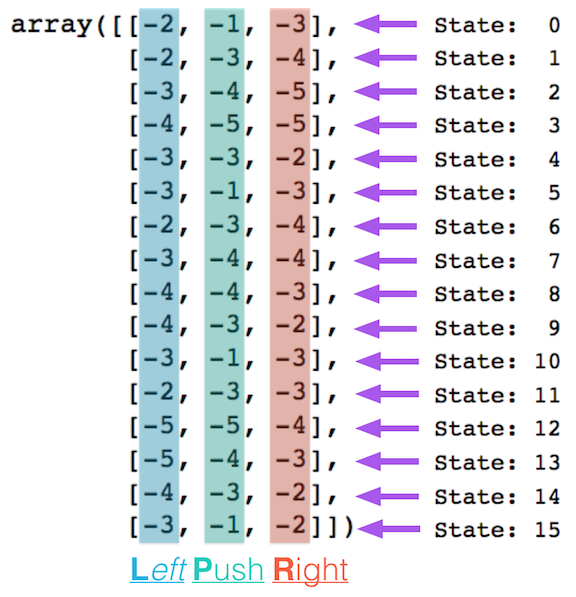 array([[-2, -1, -3], State: 0
[-2, -3, -4], State: 1
[-3, -4, -5], State: 2
[-4, -5, -5], State: 3
[-3, -3, -2], State: 4
[-3, -1, -3], State: 5
[-2, -3, -4], State: 6
[-3, -4, -4], State: 7
[-4, -4, -3], State: 8
[-4, -3, -2], State: 9
[-3, -1, -3], State: 10
[-2, -3, -3], State: 11
[-5, -5, -4], State: 12
[-5, -4, -3], State: 13
[-4, -3, -2], State: 14
[-3, -1, -2]]) State: 15
Left Push Right